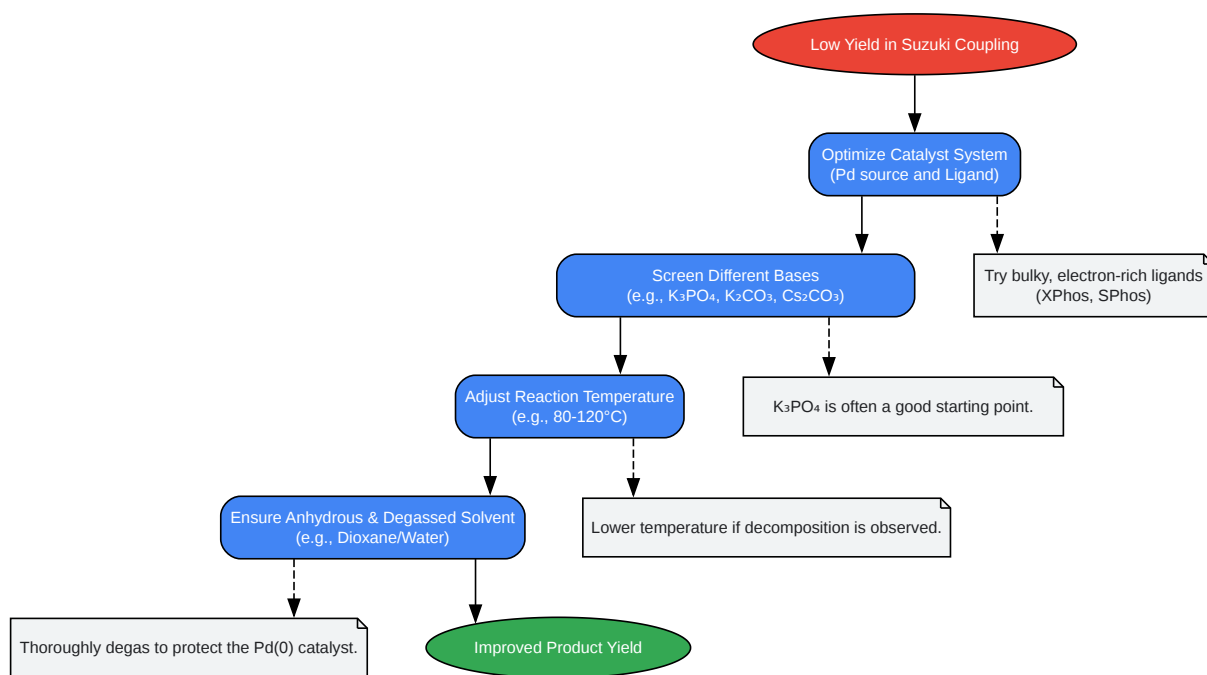 Low Yield in Suzuki Coupling
Optimize Catalyst System
(Pd source and Ligand)
Screen Different Bases
(e.g., K₃PO₄, K₂CO₃, Cs₂CO₃)
Try bulky, electron-rich ligands
(XPhos, SPhos)
Adjust Reaction Temperature
(e.g., 80-120°C)
K₃PO₄ is often a good starting point.
Ensure Anhydrous & Degassed Solvent
(e.g., Dioxane/Water)
Lower temperature if decomposition is observed.
Thoroughly degas to protect the Pd(0) catalyst.
Improved Product Yield